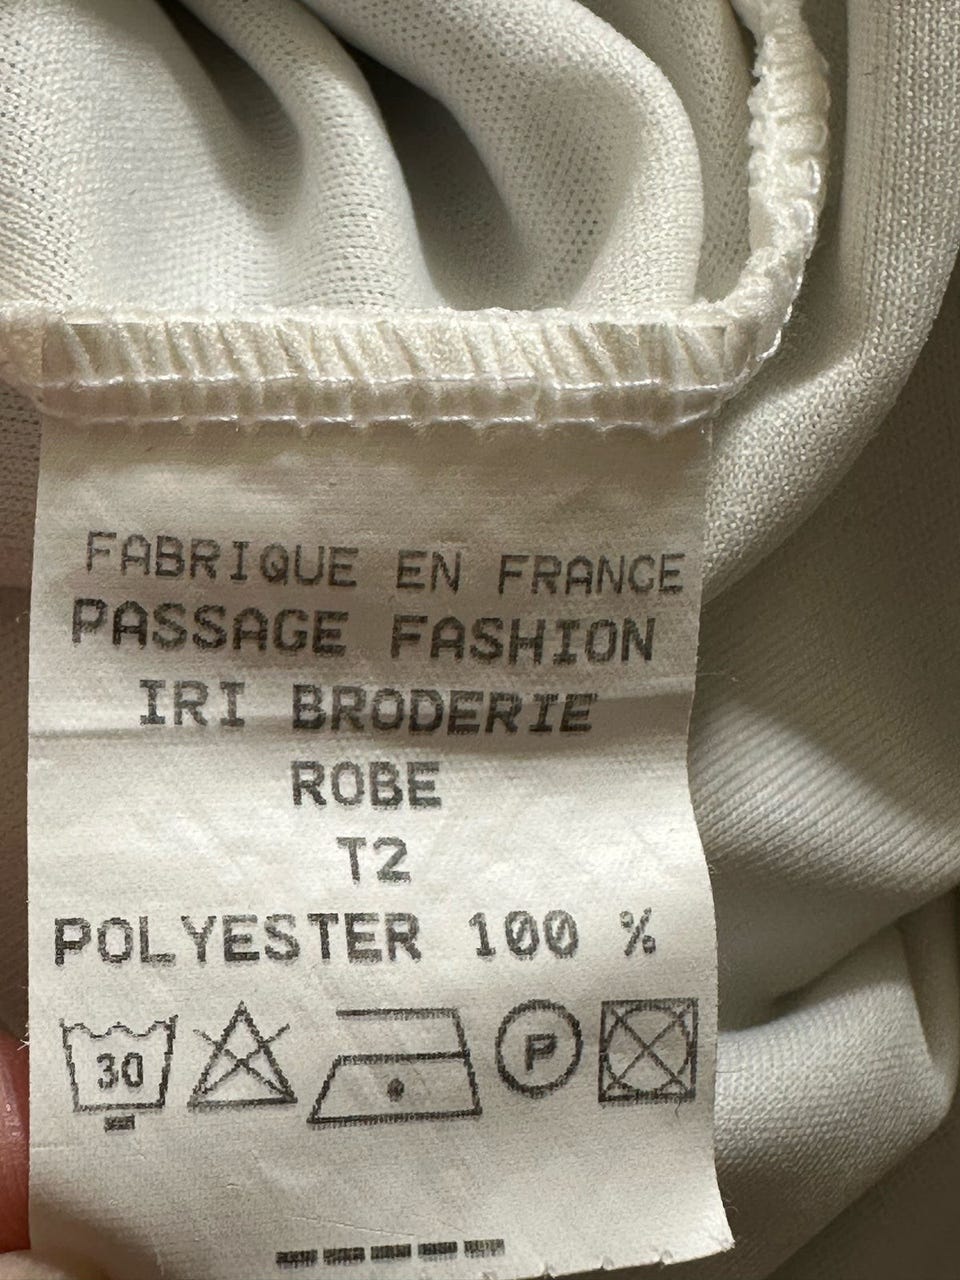 FABRIQUE EN FRANCE
PASSAGE FASHION
IRI BRODERIE
ROBE
T2
POLYESTER 100 %
30 P